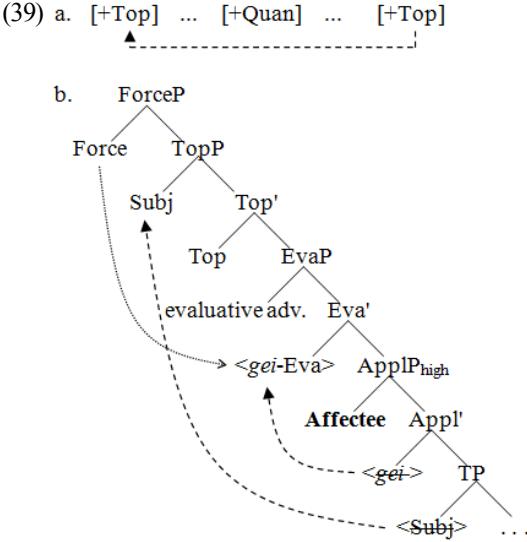 (39) a. [+Top] ... [+Quan] ... [+Top]
b. ForceP
Force TopP
Subj Top'
Top EvaP
evaluative adv. Eva'
<gei-Eva> ApplPhigh
Affectee Appl'
<gei> TP
<Subj> ...